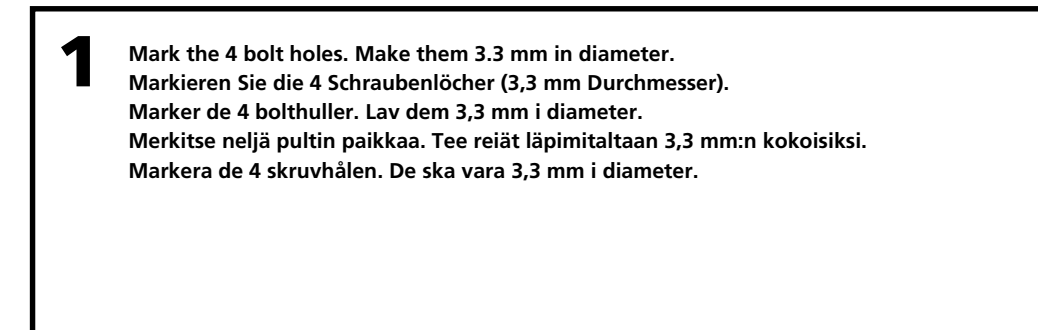 1
Mark the 4 bolt holes. Make them 3.3 mm in diameter.
Markieren Sie die 4 Schraubenlöcher (3,3 mm Durchmesser).
Marker de 4 bolthuller. Lav dem 3,3 mm i diameter.
Merkitse neljä pultin paikkaa. Tee reiät läpimitaltaan 3,3 mm:n kokoisiksi.
Markera de 4 skruvhålen. De ska vara 3,3 mm i diameter.